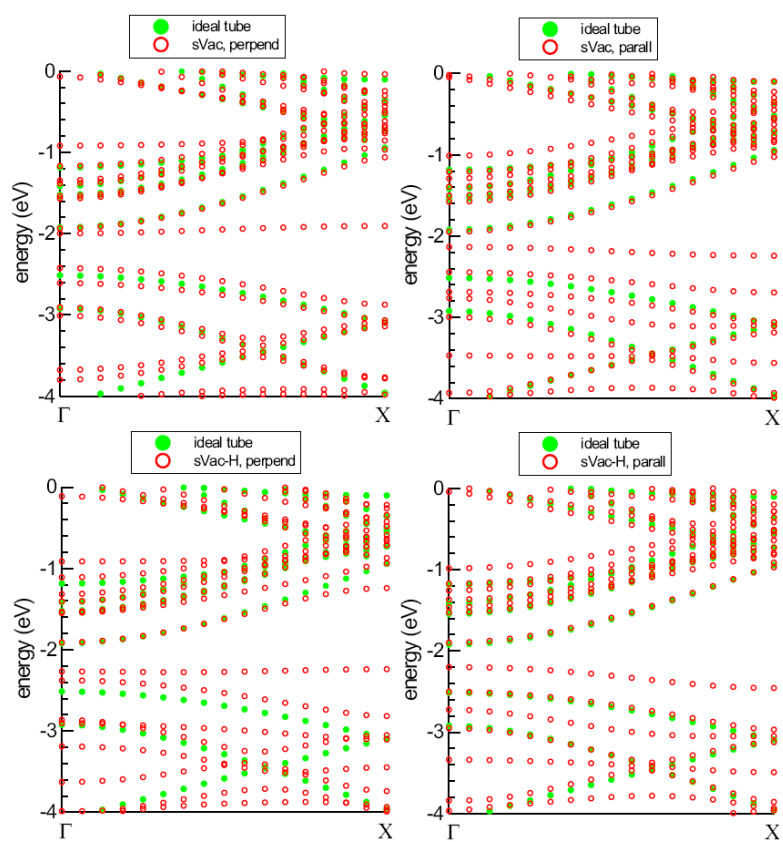 ideal tube
sVac, perpend
0
-1
-2
-3
-4
energy (eV)
Γ
X
ideal tube
sVac, parall
0
-1
-2
-3
-4
energy (eV)
Γ
X
ideal tube
sVac-H, perpend
0
-1
-2
-3
-4
energy (eV)
Γ
X
ideal tube
sVac-H, parall
0
-1
-2
-3
-4
energy (eV)
Γ
X